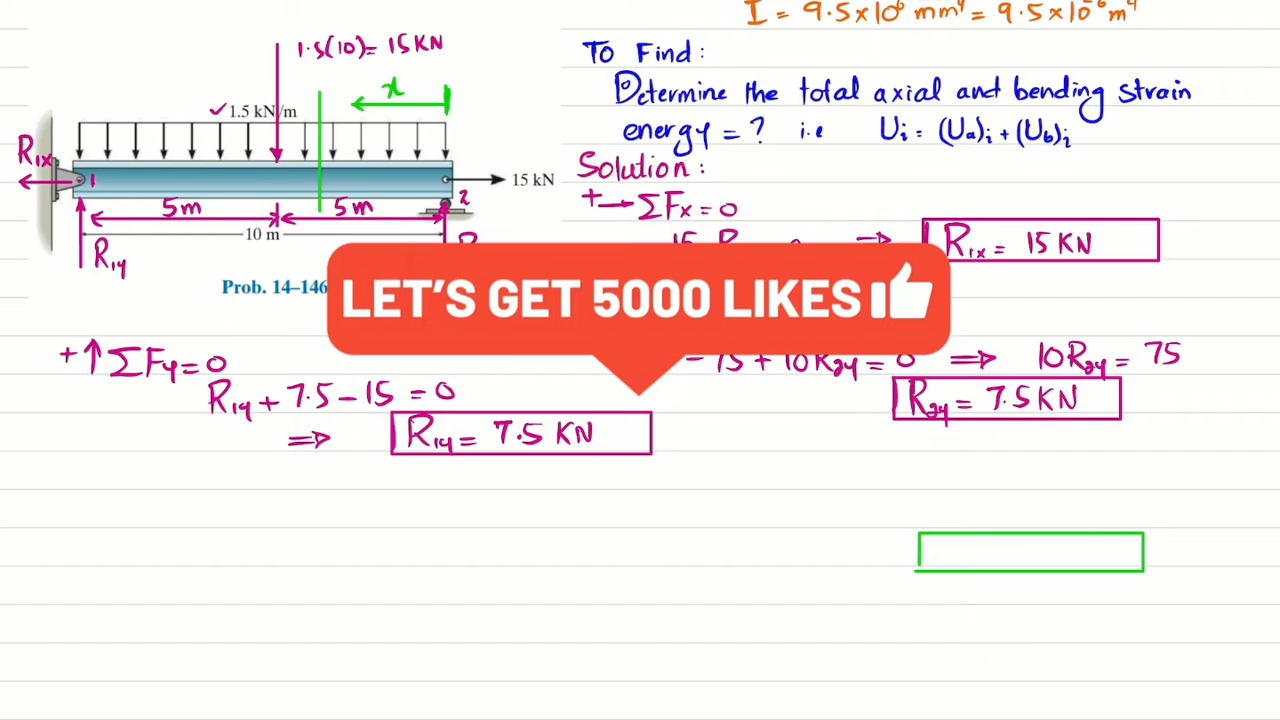 I = 9.5x10⁶ mm⁴ = 9.5x10⁻⁶ m⁴
1.5(10)= 15 KN
To Find:
x
Determine the total axial and bending strain
✓1.5 kN/m
energy = ? i.e Uᵢ = (Uₐ)ᵢ + (U_b)ᵢ
R₁ₓ
Solution:
1
15 kN
2
+→ ΣFx = 0
5m
5m
10 m
R₁ₓ = 15 KN
R₁y
Prob. 14–146
LET'S GET 5000 LIKES
+↑ ΣFy = 0
-75 + 10R₂y = 0 ⇒ 10R₂y = 75
R₁y + 7.5 - 15 = 0
R₂y = 7.5 KN
⇒ R₁y = 7.5 KN